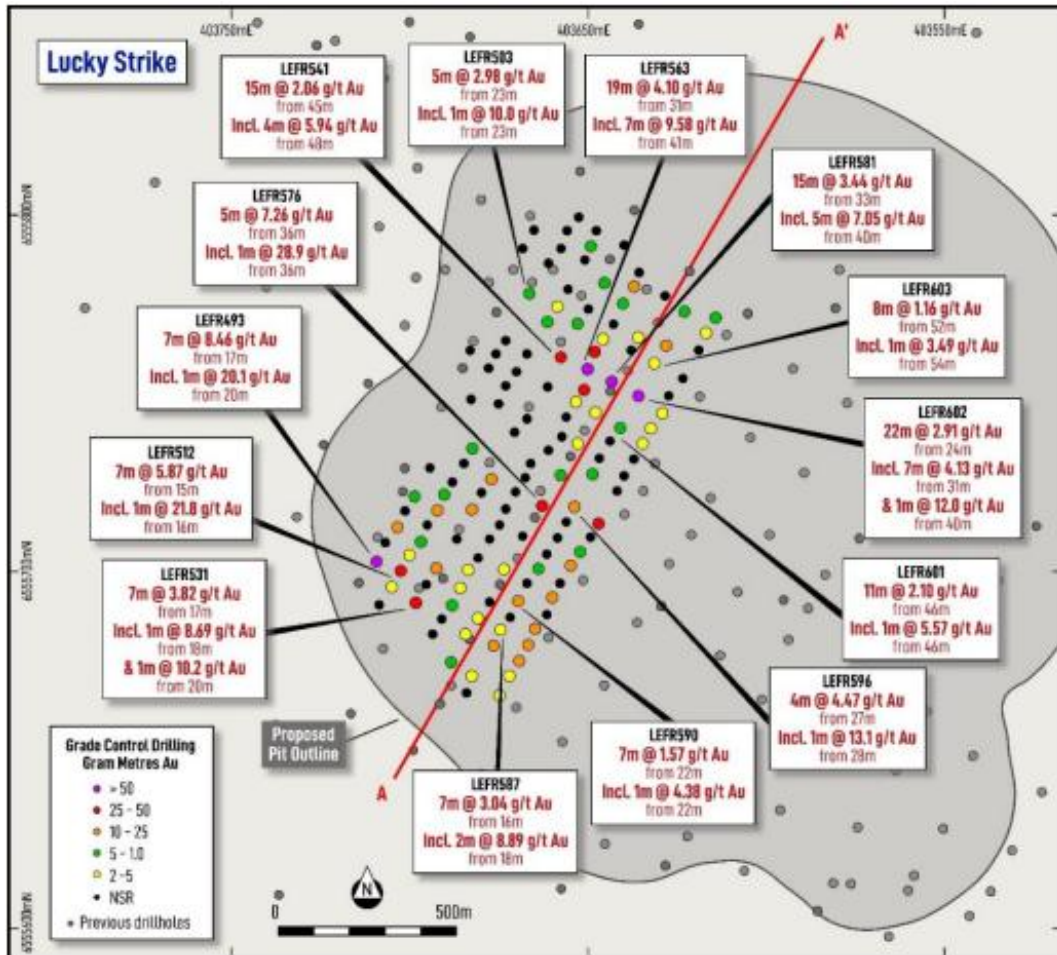 403750mE
403650mE
403550mE
Lucky Strike
A'
LEFR541
15m @ 2.06 g/t Au
from 45m
Incl. 4m @ 5.94 g/t Au
from 48m
LEFR503
5m @ 2.98 g/t Au
from 23m
Incl. 1m @ 10.0 g/t Au
from 23m
LEFR563
19m @ 4.10 g/t Au
from 31m
Incl. 7m @ 9.58 g/t Au
from 41m
LEFR581
15m @ 3.44 g/t Au
from 33m
Incl. 5m @ 7.05 g/t Au
from 40m
LEFR576
5m @ 7.26 g/t Au
from 36m
Incl. 1m @ 28.9 g/t Au
from 36m
6555800mN
LEFR603
8m @ 1.16 g/t Au
from 52m
Incl. 1m @ 3.49 g/t Au
from 54m
LEFR493
7m @ 8.46 g/t Au
from 17m
Incl. 1m @ 20.1 g/t Au
from 20m
LEFR602
22m @ 2.91 g/t Au
from 24m
Incl. 7m @ 4.13 g/t Au
from 31m
& 1m @ 12.0 g/t Au
from 40m
LEFR512
7m @ 5.87 g/t Au
from 15m
Incl. 1m @ 21.8 g/t Au
from 16m
6555700mN
LEFR531
7m @ 3.82 g/t Au
from 17m
Incl. 1m @ 8.69 g/t Au
from 18m
& 1m @ 10.2 g/t Au
from 20m
LEFR601
11m @ 2.10 g/t Au
from 46m
Incl. 1m @ 5.57 g/t Au
from 46m
LEFR596
4m @ 4.47 g/t Au
from 27m
Incl. 1m @ 13.1 g/t Au
from 28m
Proposed
Pit Outline
LEFR590
7m @ 1.57 g/t Au
from 22m
Incl. 1m @ 4.38 g/t Au
from 22m
A
LEFR587
7m @ 3.04 g/t Au
from 16m
Incl. 2m @ 8.89 g/t Au
from 18m
Grade Control Drilling
Gram Metres Au
> 50
25 - 50
10 - 25
5 - 1.0
2 - 5
NSR
Previous drillholes
N
0
500m
6555600mN